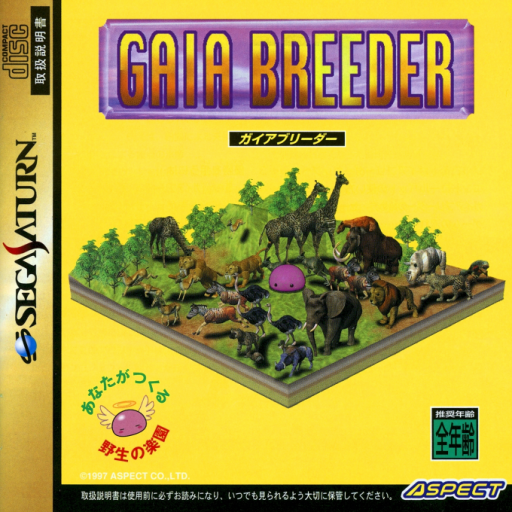 COMPACT
disc
取扱説明書
GAIA BREEDER
ガイアブリーダー
SEGA SATURN™
あなたがつくる
野生の楽園
推奨年齢
全年齢
©1997 ASPECT CO.,LTD.
取扱説明書は使用前に必ずお読みになり、いつでも見られるよう大切に保管してください。
ASPECT